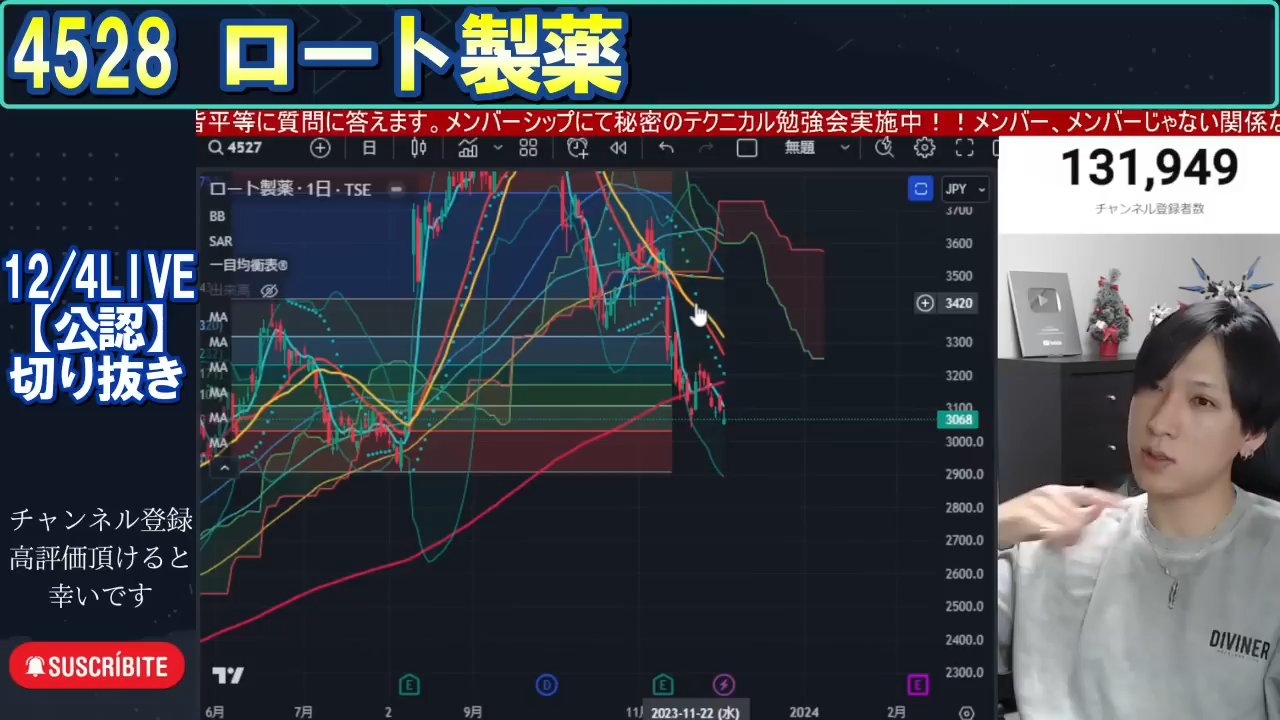 4528 ロート製薬
皆平等に質問に答えます。メンバーシップにて秘密のテクニカル勉強会実施中！！メンバー、メンバーじゃない関係な
4527
日
無題
131,949
チャンネル登録者数
ロート製薬・1日・TSE
JPY
BB
SAR
一目均衡表
出来高
MA
MA
MA
MA
MA
MA
12/4LIVE
【公認】
切り抜き
チャンネル登録
高評価頂けると
幸いです
SUSCRÍBITE
3700
3600
3500
3420
3300
3200
3100
3068
3000.0
2900.0
2800.0
2700.0
2600.0
2500.0
2400.0
2300.0
E
D
E
E
6月
7月
2
9月
11月
2023-11-22 (水)
2024
2月
DIVINER